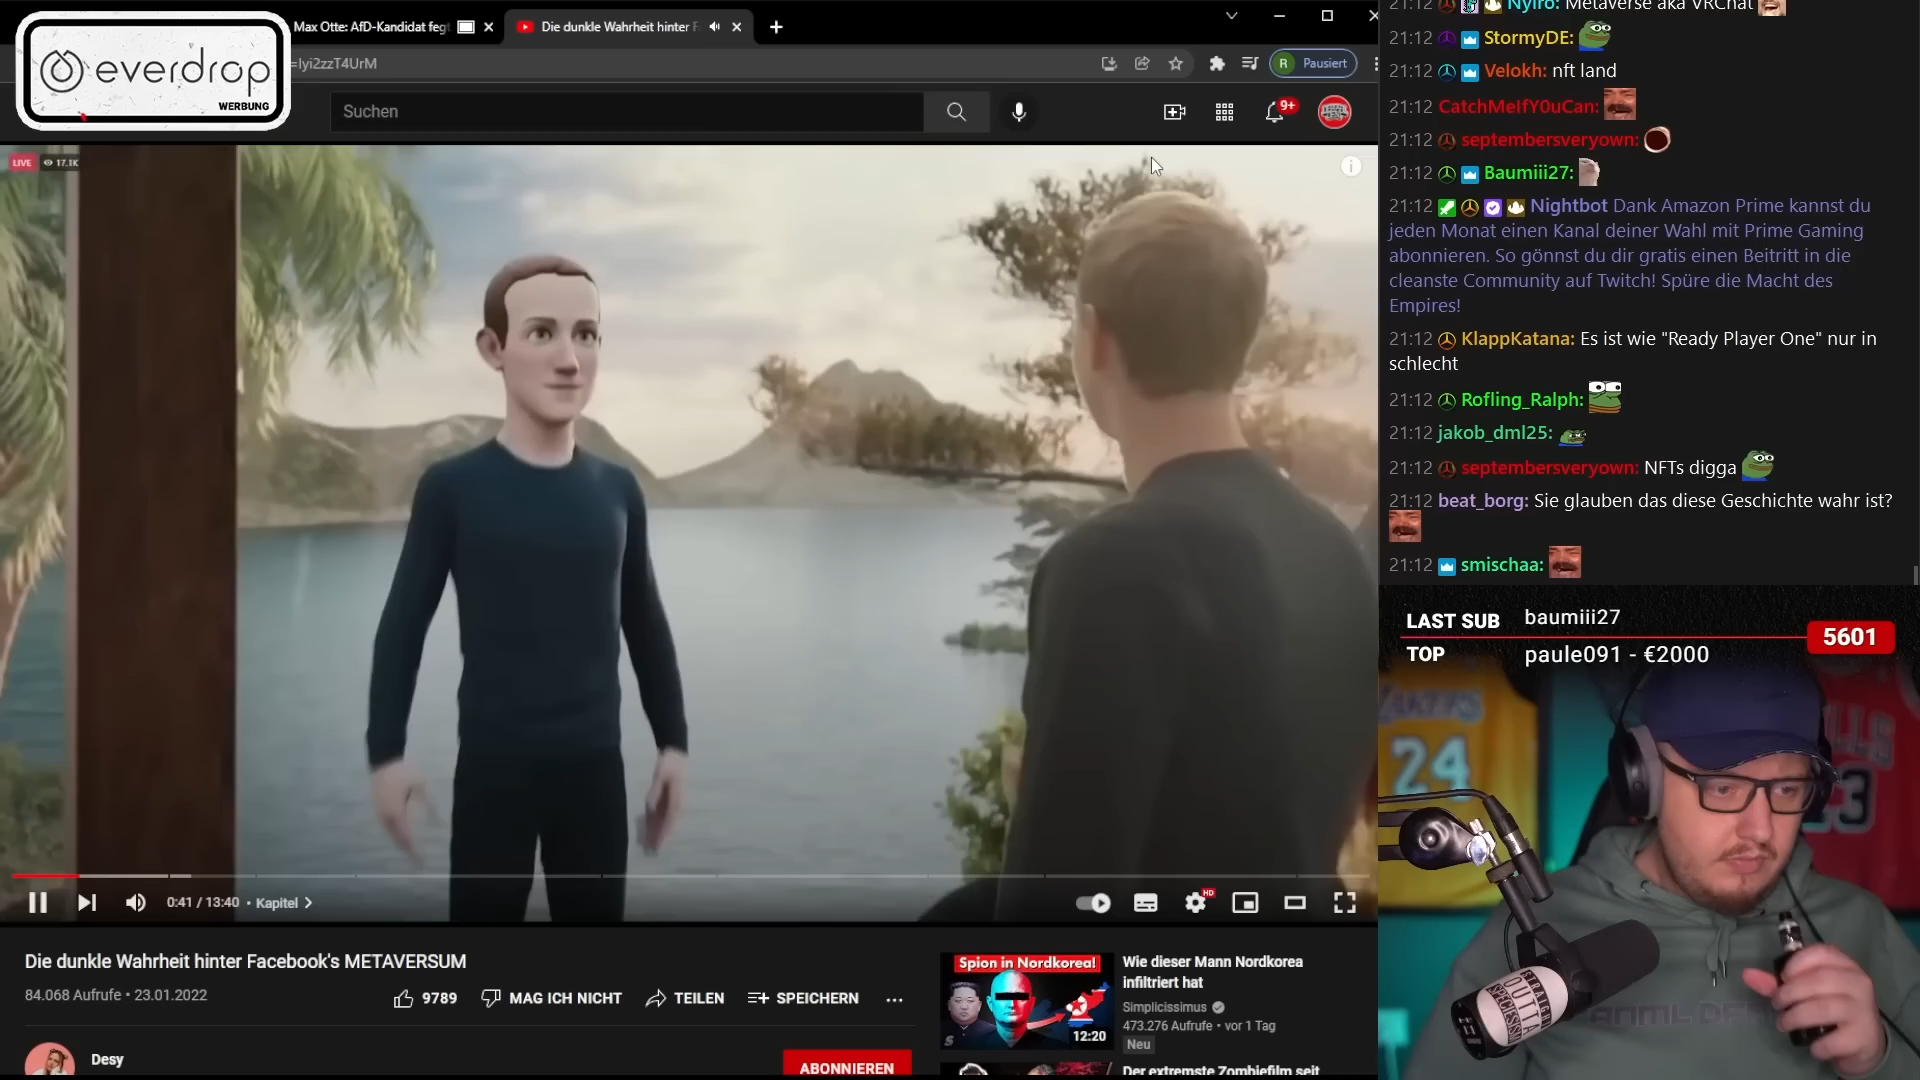 everdrop
WERBUNG
Max Otte: AfD-Kandidat fegt
Die dunkle Wahrheit hinter F
=Iyi2zzT4UrM
R Pausiert
Suchen
9+
LIVE 17.1K
0:41 / 13:40 • Kapitel
HD
Die dunkle Wahrheit hinter Facebook's METAVERSUM
84.068 Aufrufe • 23.01.2022
9789 MAG ICH NICHT TEILEN SPEICHERN
Desy
ABONNIEREN
Spion in Nordkorea!
12:20
Wie dieser Mann Nordkorea
infiltriert hat
Simplicissimus
473.276 Aufrufe • vor 1 Tag
Neu
Der extremste Zombiefilm seit
21:12 Nyiro: Metaverse aka VRChat
21:12 StormyDE:
21:12 Velokh: nft land
21:12 CatchMeIfY0uCan:
21:12 septembersveryown:
21:12 Baumiii27:
21:12 Nightbot Dank Amazon Prime kannst du
jeden Monat einen Kanal deiner Wahl mit Prime Gaming
abonnieren. So gönnst du dir gratis einen Beitritt in die
cleanste Community auf Twitch! Spüre die Macht des
Empires!
21:12 KlappKatana: Es ist wie "Ready Player One" nur in
schlecht
21:12 Rofling_Ralph:
21:12 jakob_dml25:
21:12 septembersveryown: NFTs digga
21:12 beat_borg: Sie glauben das diese Geschichte wahr ist?
21:12 smischaa:
LAST SUB baumiii27
5601
TOP paule091 - €2000
24
STRAIGHT
OUTTA